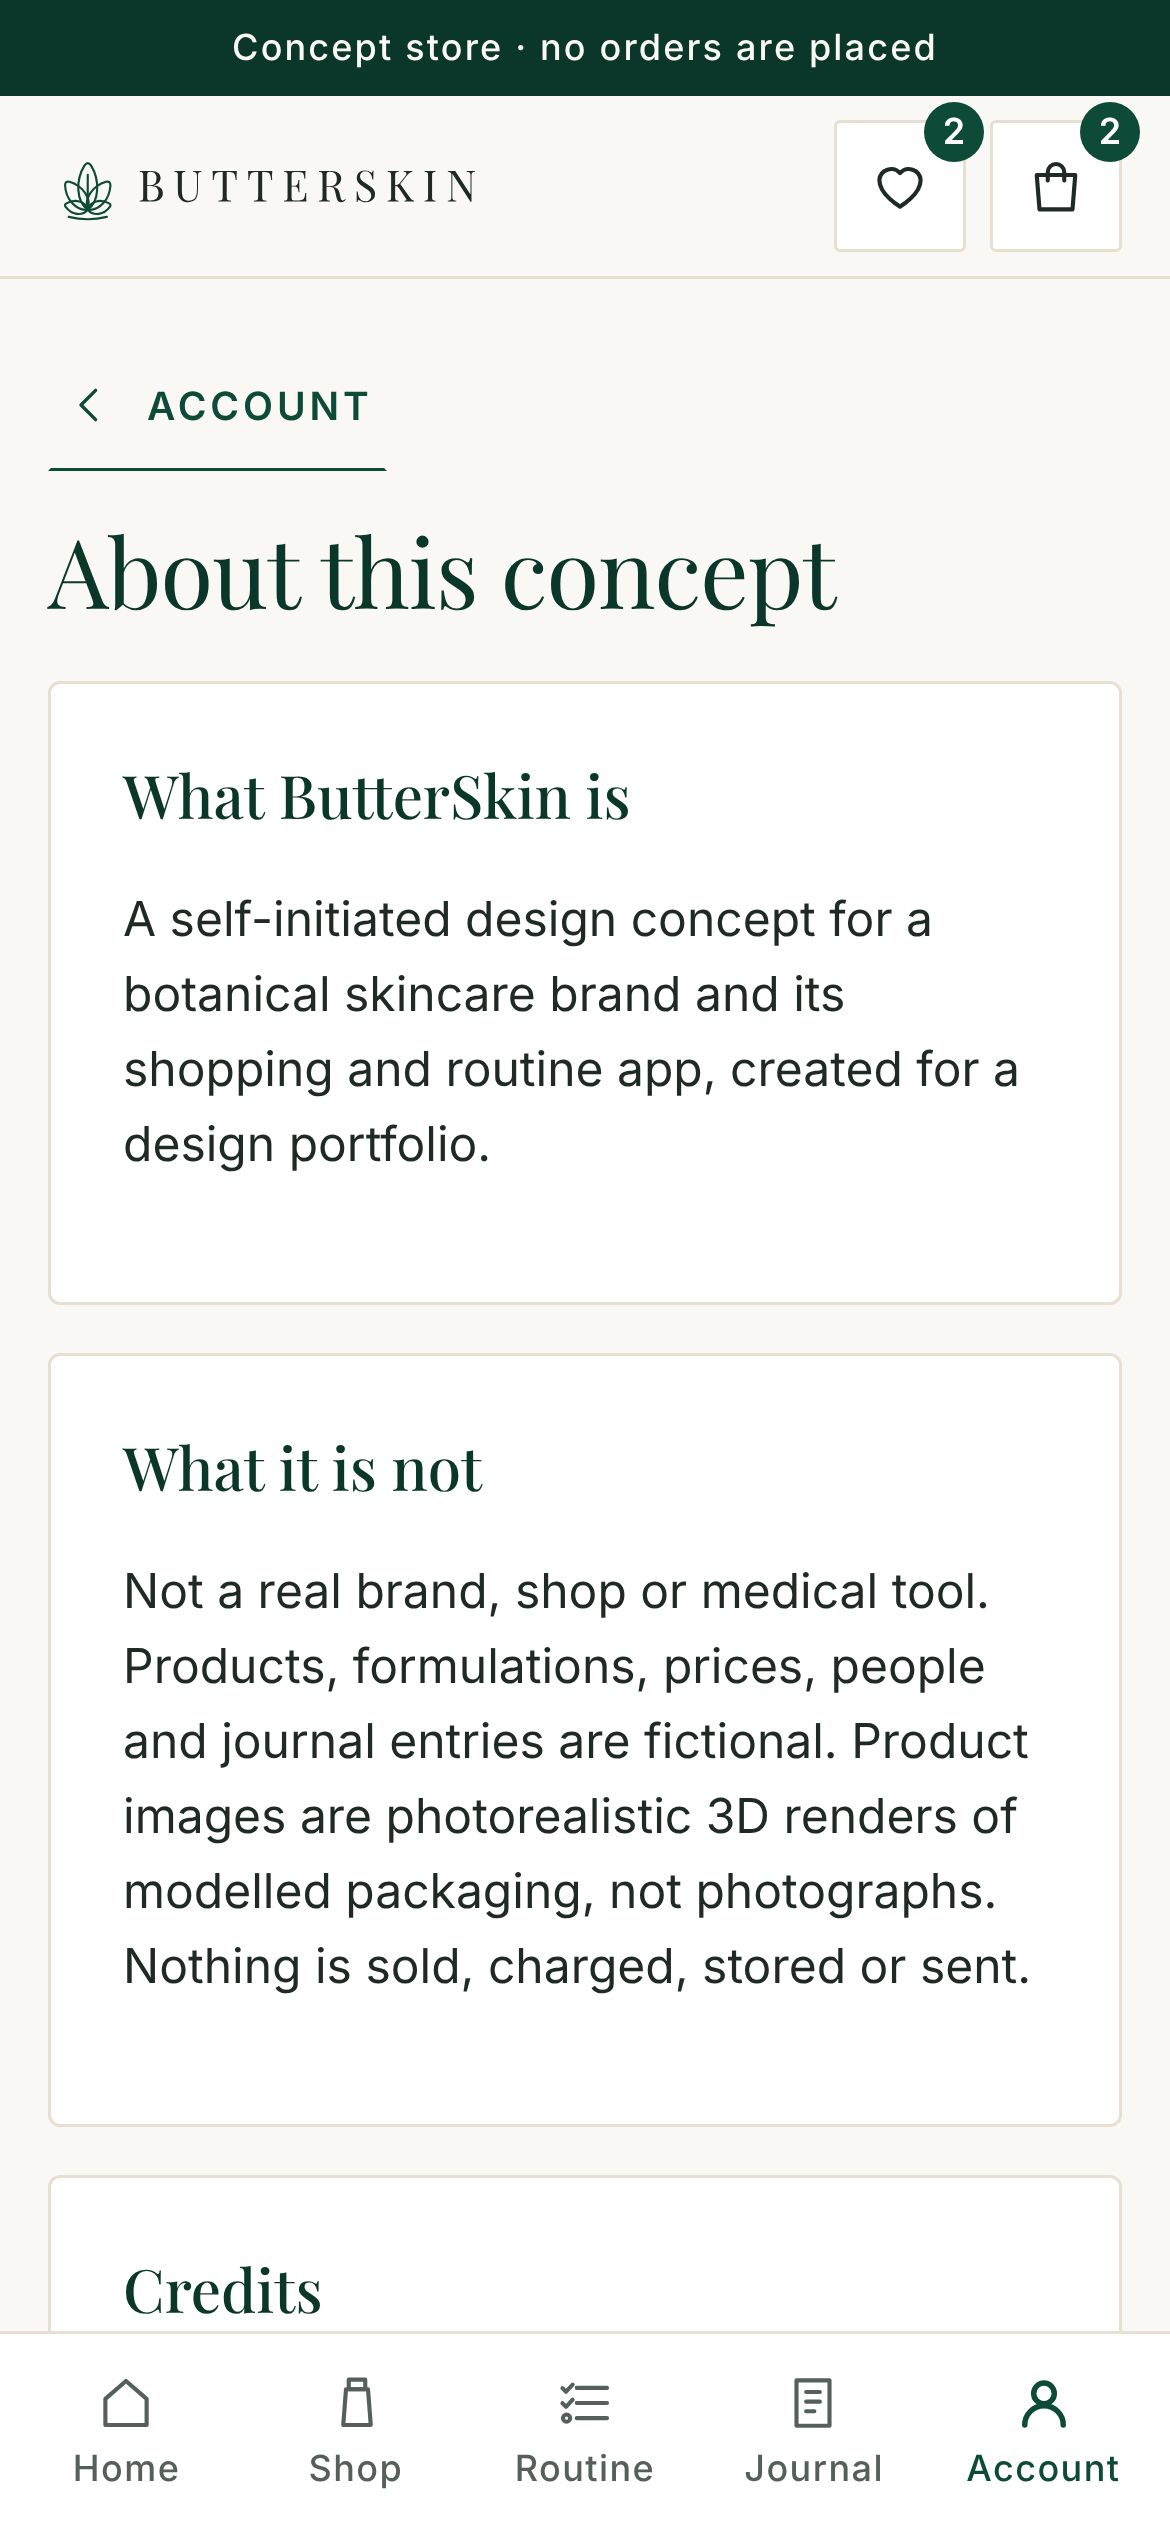 Concept store · no orders are placed
BUTTERSKIN
2
2
ACCOUNT
About this concept
What ButterSkin is
A self-initiated design concept for a
botanical skincare brand and its
shopping and routine app, created for a
design portfolio.
What it is not
Not a real brand, shop or medical tool.
Products, formulations, prices, people
and journal entries are fictional. Product
images are photorealistic 3D renders of
modelled packaging, not photographs.
Nothing is sold, charged, stored or sent.
Credits
Home
Shop
Routine
Journal
Account